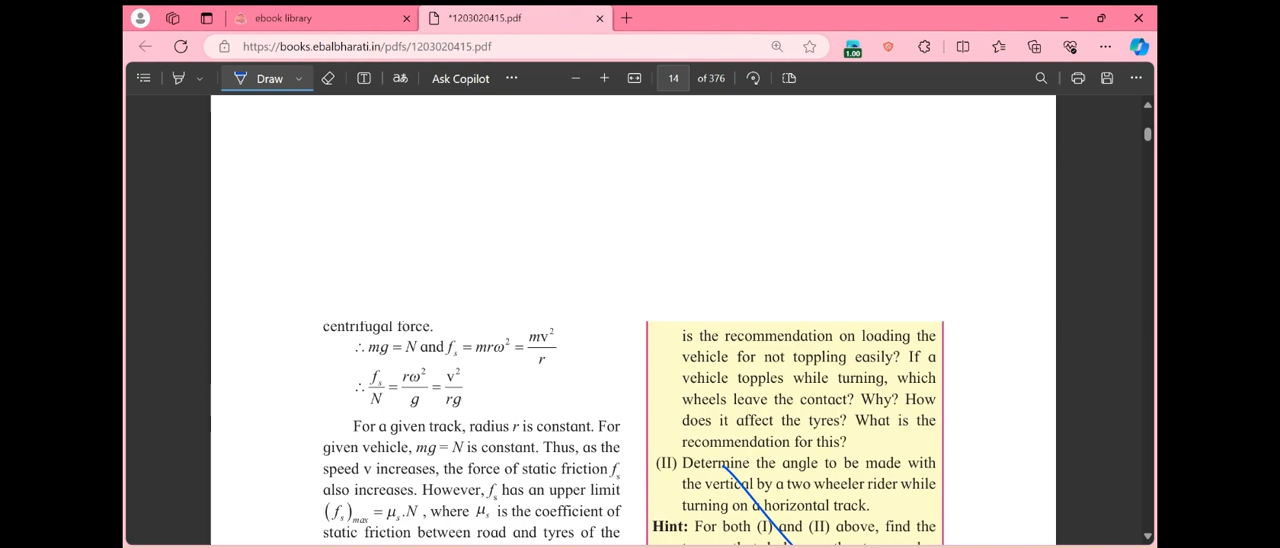 ebook library
*1203020415.pdf
https://books.ebalbharati.in/pdfs/1203020415.pdf
1.00
Draw
aあ
Ask Copilot
14 of 376
centrifugal force.
∴ mg = N and fₛ = mrω² = mv²/r
∴ fₛ/N = rω²/g = v²/rg
For a given track, radius r is constant. For
given vehicle, mg = N is constant. Thus, as the
speed v increases, the force of static friction fₛ
also increases. However, fₛ has an upper limit
(fₛ)max = μₛ.N, where μₛ is the coefficient of
static friction between road and tyres of the
is the recommendation on loading the
vehicle for not toppling easily? If a
vehicle topples while turning, which
wheels leave the contact? Why? How
does it affect the tyres? What is the
recommendation for this?
(II) Determine the angle to be made with
the vertical by a two wheeler rider while
turning on a horizontal track.
Hint: For both (I) and (II) above, find the